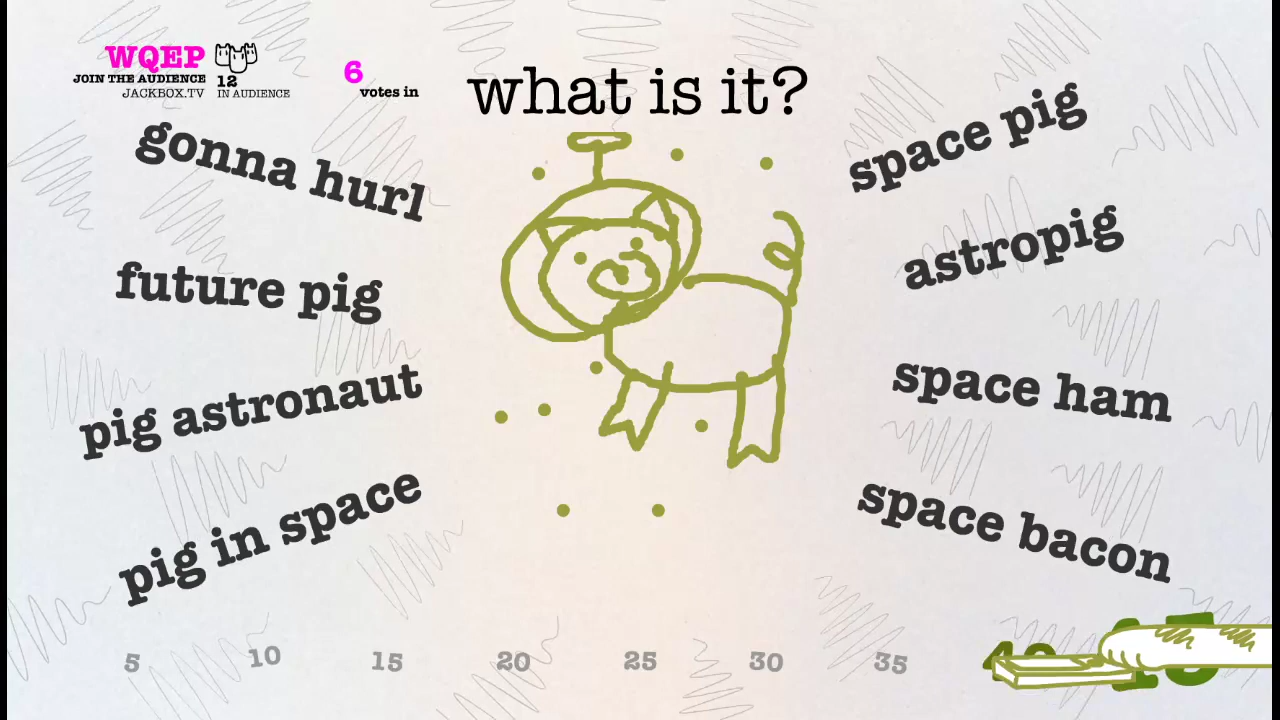 WQEP
JOIN THE AUDIENCE
JACKBOX.TV
12
IN AUDIENCE
6
votes in
what is it?
gonna hurl
future pig
pig astronaut
pig in space
space pig
astropig
space ham
space bacon
5 10 15 20 25 30 35